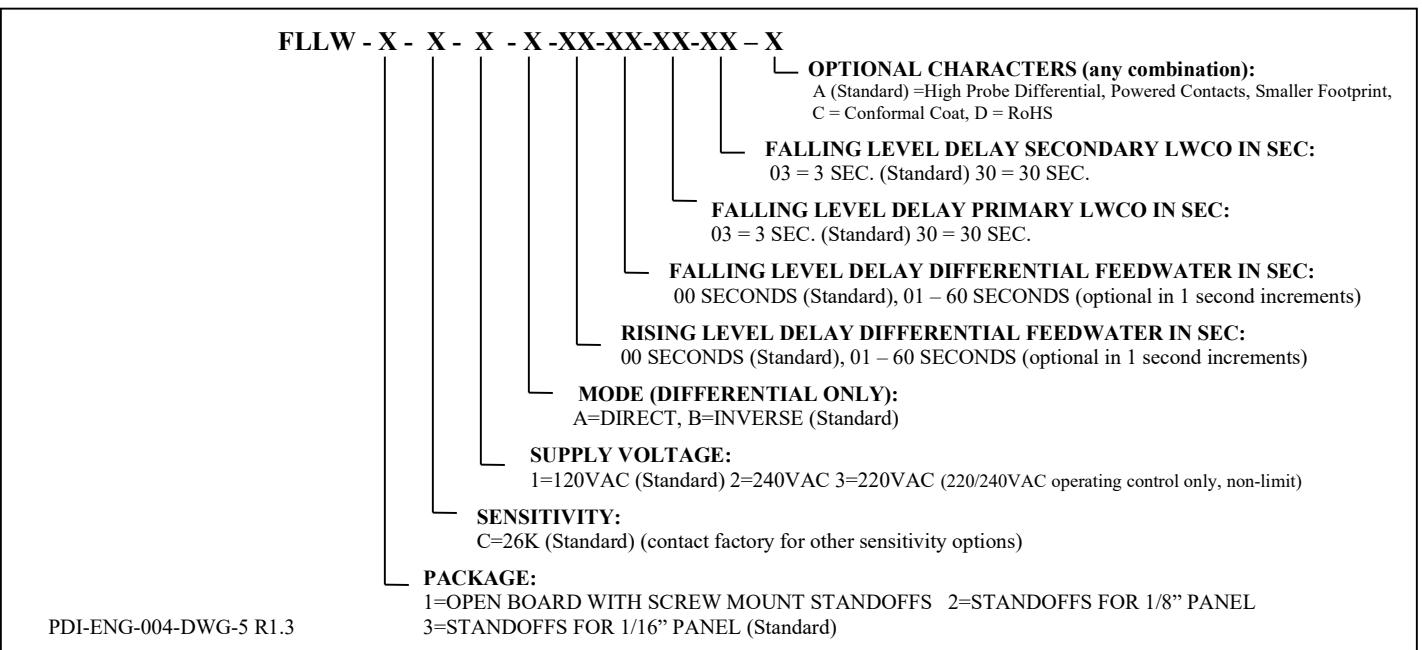 FLLW - X - X - X - X -XX-XX-XX-XX – X
OPTIONAL CHARACTERS (any combination):
A (Standard) =High Probe Differential, Powered Contacts, Smaller Footprint,
C = Conformal Coat, D = RoHS
FALLING LEVEL DELAY SECONDARY LWCO IN SEC:
03 = 3 SEC. (Standard) 30 = 30 SEC.
FALLING LEVEL DELAY PRIMARY LWCO IN SEC:
03 = 3 SEC. (Standard) 30 = 30 SEC.
FALLING LEVEL DELAY DIFFERENTIAL FEEDWATER IN SEC:
00 SECONDS (Standard), 01 – 60 SECONDS (optional in 1 second increments)
RISING LEVEL DELAY DIFFERENTIAL FEEDWATER IN SEC:
00 SECONDS (Standard), 01 – 60 SECONDS (optional in 1 second increments)
MODE (DIFFERENTIAL ONLY):
A=DIRECT, B=INVERSE (Standard)
SUPPLY VOLTAGE:
1=120VAC (Standard) 2=240VAC 3=220VAC (220/240VAC operating control only, non-limit)
SENSITIVITY:
C=26K (Standard) (contact factory for other sensitivity options)
PACKAGE:
1=OPEN BOARD WITH SCREW MOUNT STANDOFFS 2=STANDOFFS FOR 1/8” PANEL
3=STANDOFFS FOR 1/16” PANEL (Standard)
PDI-ENG-004-DWG-5 R1.3